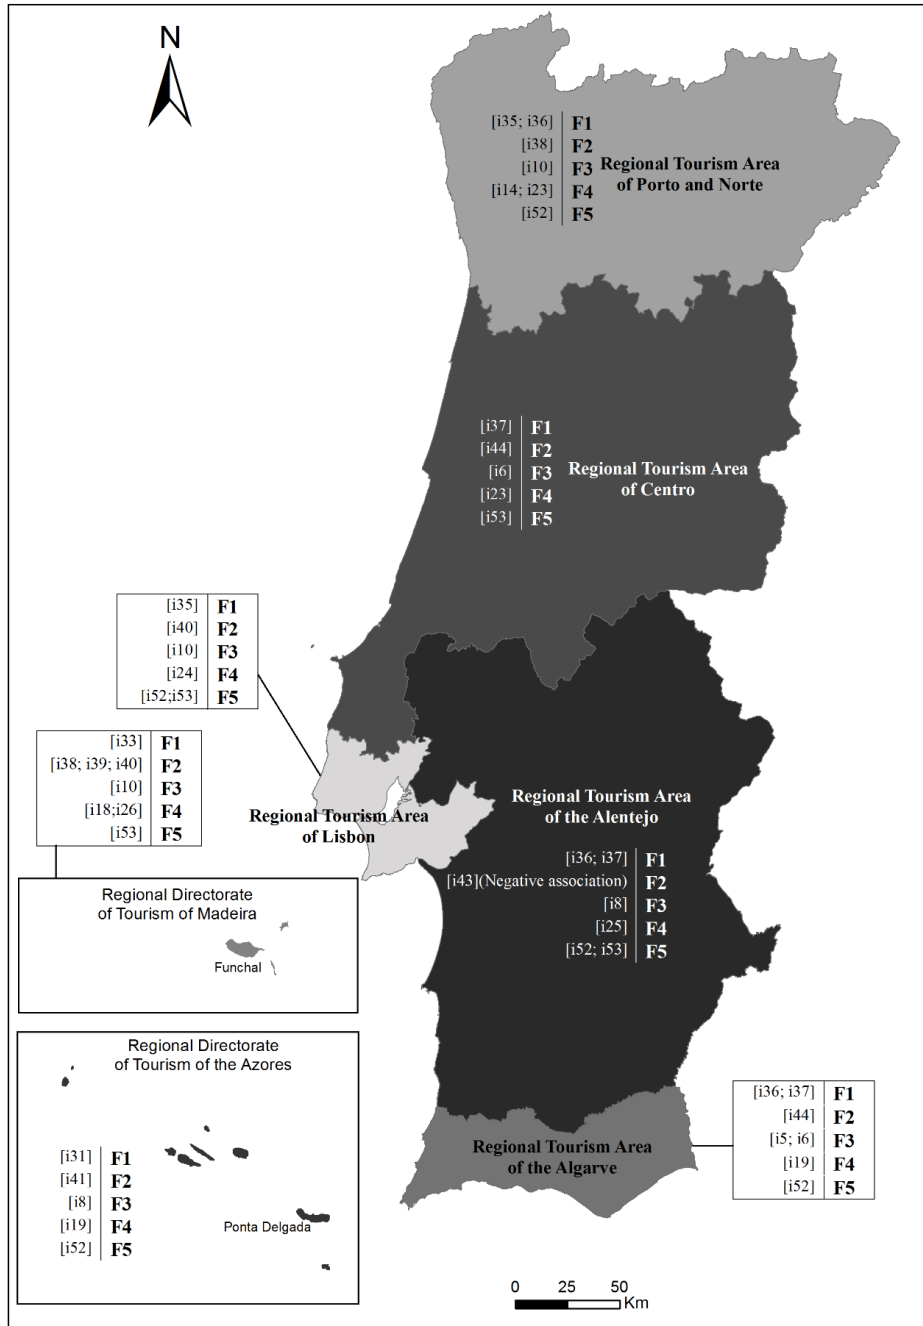 N
[i35; i36] F1
[i38] F2
[i10] F3
[i14; i23] F4
[i52] F5
Regional Tourism Area
of Porto and Norte
[i37] F1
[i44] F2
[i6] F3
[i23] F4
[i53] F5
Regional Tourism Area
of Centro
[i35] F1
[i40] F2
[i10] F3
[i24] F4
[i52;i53] F5
[i33] F1
[i38; i39; i40] F2
[i10] F3
[i18;i26] F4
[i53] F5
Regional Tourism Area
of Lisbon
Regional Tourism Area
of the Alentejo
[i36; i37] F1
[i43](Negative association) F2
[i8] F3
[i25] F4
[i52; i53] F5
Regional Directorate
of Tourism of Madeira
Funchal
Regional Directorate
of Tourism of the Azores
[i31] F1
[i41] F2
[i8] F3
[i19] F4
[i52] F5
Ponta Delgada
Regional Tourism Area
of the Algarve
[i36; i37] F1
[i44] F2
[i5; i6] F3
[i19] F4
[i52] F5
0 25 50
Km